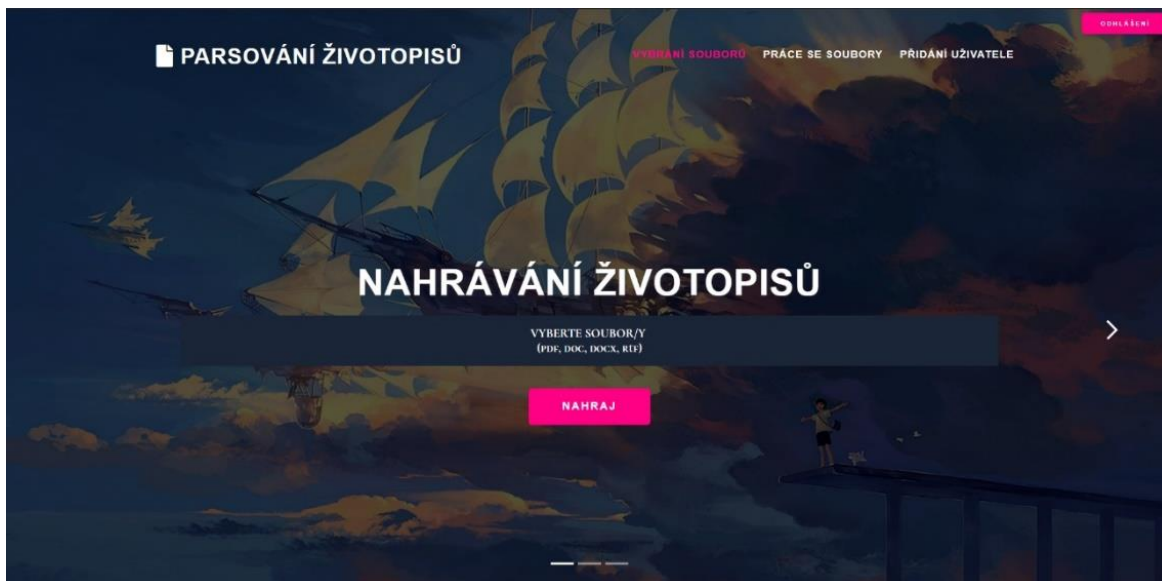 ODHLÁŠENÍ
PARSOVÁNÍ ŽIVOTOPISŮ
VYBRÁNÍ SOUBORŮ PRÁCE SE SOUBORY PŘIDÁNÍ UŽIVATELE
NAHRÁVÁNÍ ŽIVOTOPISŮ
VYBERTE SOUBOR/Y
(PDF, DOC, DOCX, RTF)
NAHRAJ